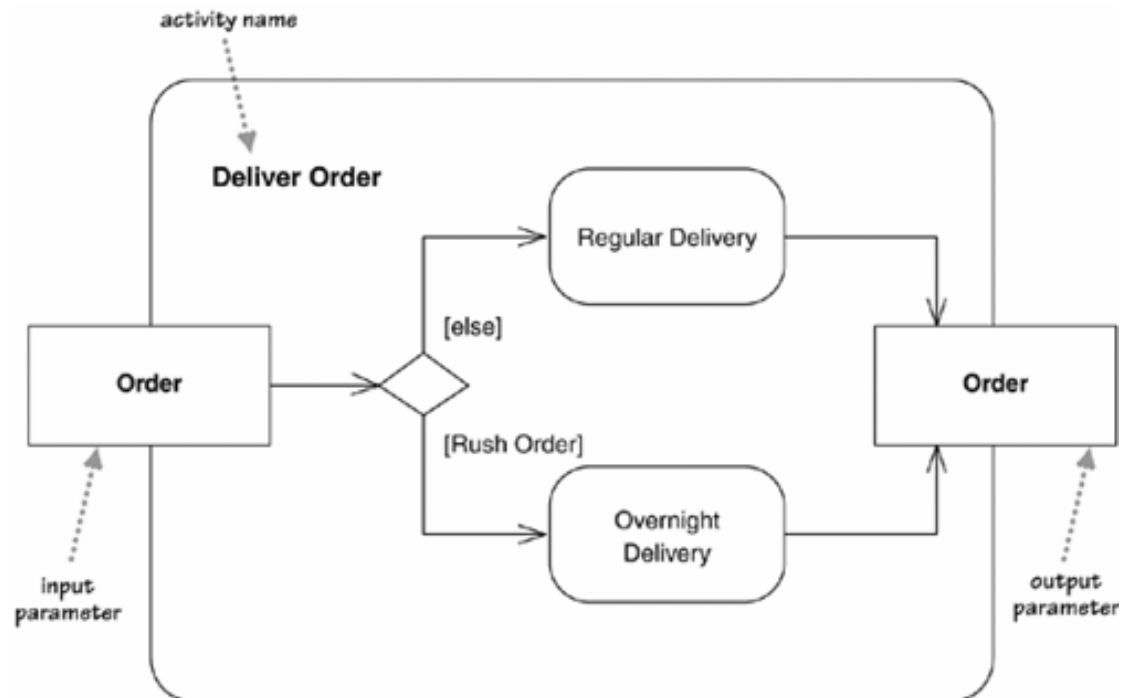 activity name
Deliver Order
Regular Delivery
[else]
Order
Order
[Rush Order]
Overnight
Delivery
input
parameter
output
parameter